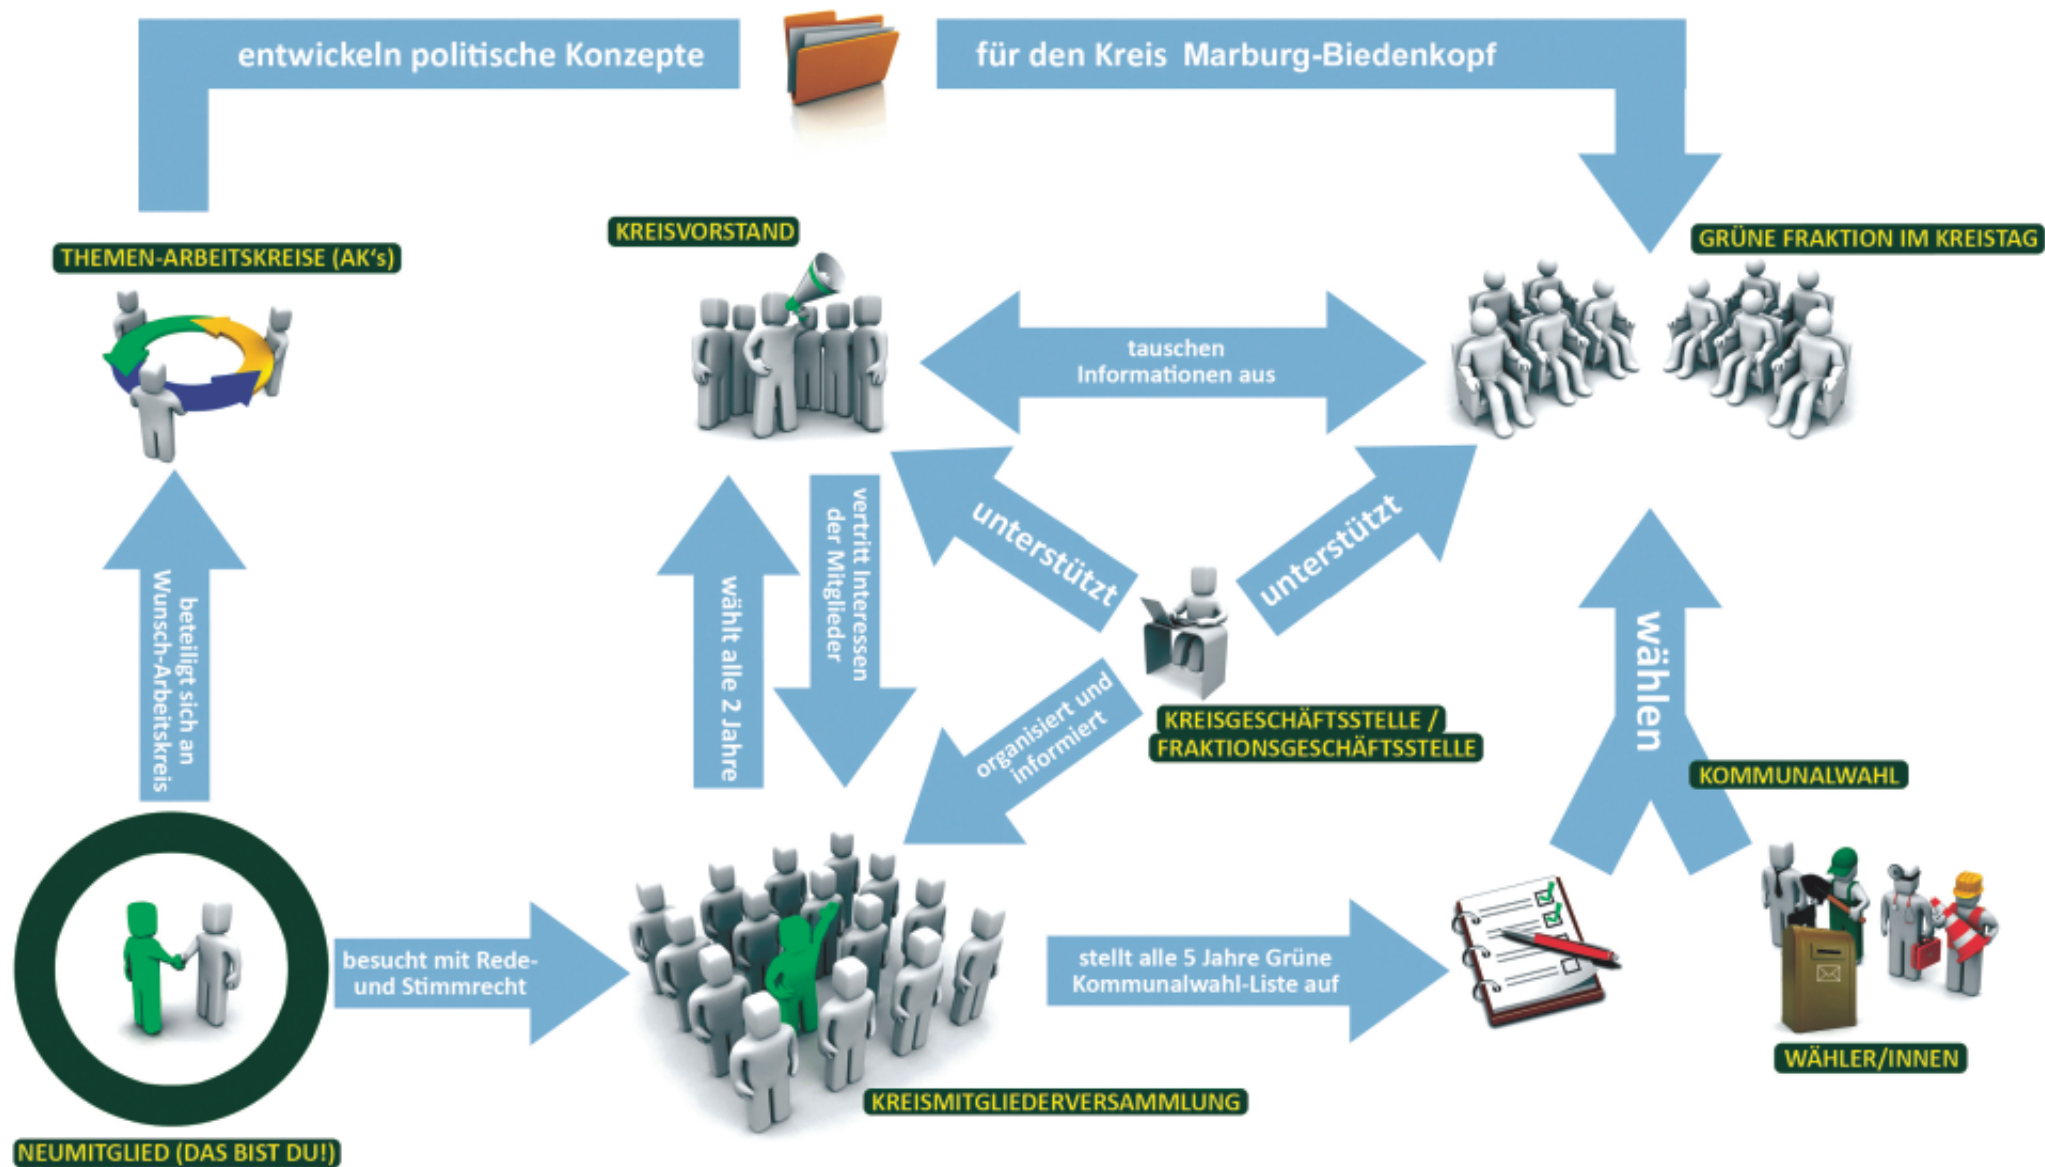 entwickeln politische Konzepte
für den Kreis Marburg-Biedenkopf
THEMEN-ARBEITSKREISE (AK's)
KREISVORSTAND
GRÜNE FRAKTION IM KREISTAG
tauschen
Informationen aus
beteiligt sich an
Wunsch-Arbeitskreis
wählt alle 2 Jahre
vertritt Interessen
der Mitglieder
unterstützt
unterstützt
organisiert und
informiert
KREISGESCHÄFTSSTELLE /
FRAKTIONSGESCHÄFTSSTELLE
wählen
KOMMUNALWAHL
besucht mit Rede-
und Stimmrecht
stellt alle 5 Jahre Grüne
Kommunalwahl-Liste auf
WÄHLER/INNEN
KREISMITGLIEDERVERSAMMLUNG
NEUMITGLIED (DAS BIST DU!)